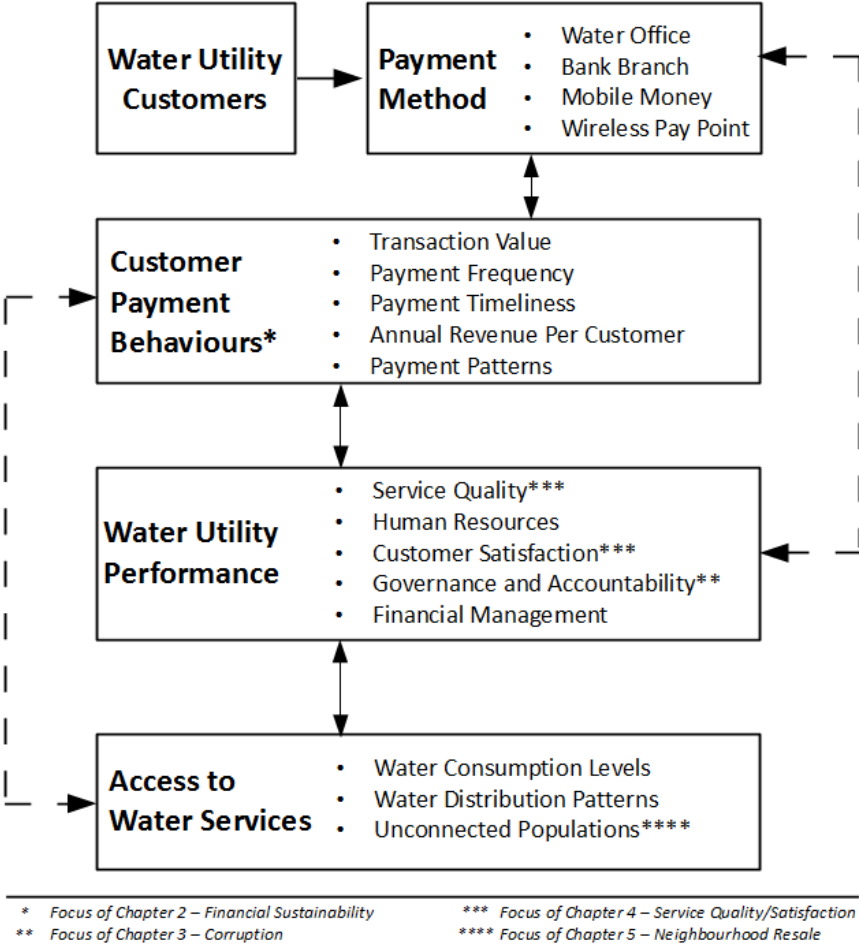 Water Utility
Customers
Payment
Method
• Water Office
• Bank Branch
• Mobile Money
• Wireless Pay Point
Customer
Payment
Behaviours*
• Transaction Value
• Payment Frequency
• Payment Timeliness
• Annual Revenue Per Customer
• Payment Patterns
Water Utility
Performance
• Service Quality***
• Human Resources
• Customer Satisfaction***
• Governance and Accountability**
• Financial Management
Access to
Water Services
• Water Consumption Levels
• Water Distribution Patterns
• Unconnected Populations****
* Focus of Chapter 2 – Financial Sustainability
** Focus of Chapter 3 – Corruption
*** Focus of Chapter 4 – Service Quality/Satisfaction
**** Focus of Chapter 5 – Neighbourhood Resale